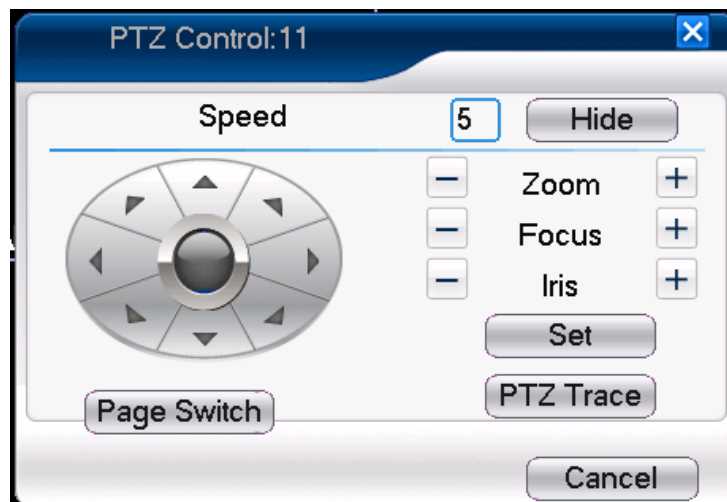 PTZ Control:11
Speed 5 Hide
− Zoom +
− Focus +
− Iris +
Set
PTZ Trace
Page Switch
Cancel